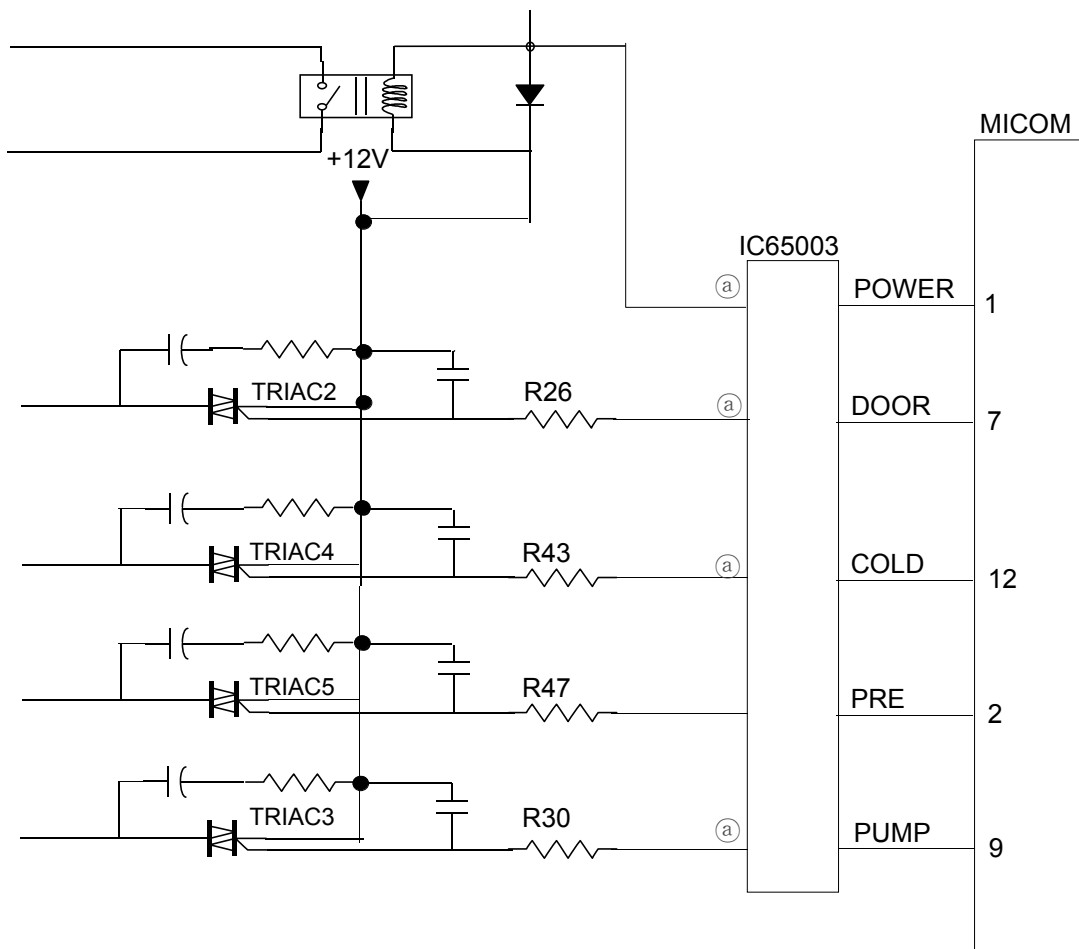 MICOM
+12V
IC65003
ⓐ
POWER
1
TRIAC2
R26
ⓐ
DOOR
7
TRIAC4
R43
ⓐ
COLD
12
TRIAC5
R47
PRE
2
TRIAC3
R30
ⓐ
PUMP
9